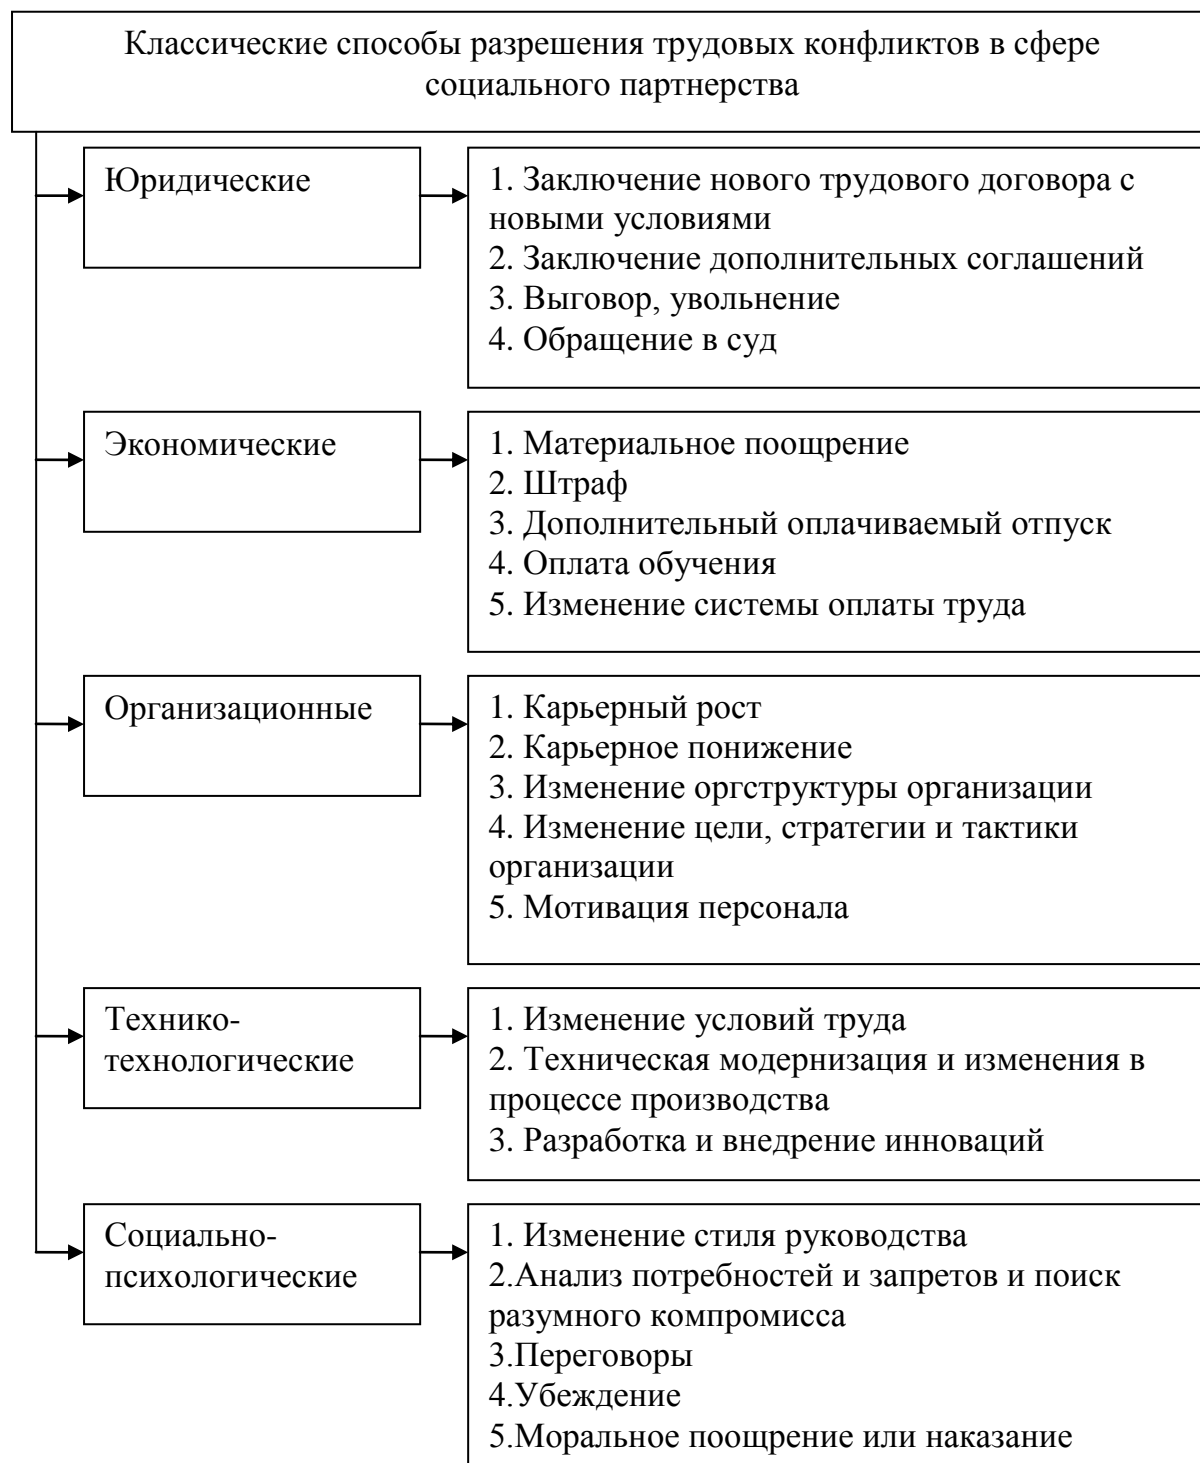 Классические способы разрешения трудовых конфликтов в сфере
социального партнерства
Юридические
1. Заключение нового трудового договора с
новыми условиями
2. Заключение дополнительных соглашений
3. Выговор, увольнение
4. Обращение в суд
Экономические
1. Материальное поощрение
2. Штраф
3. Дополнительный оплачиваемый отпуск
4. Оплата обучения
5. Изменение системы оплаты труда
Организационные
1. Карьерный рост
2. Карьерное понижение
3. Изменение оргструктуры организации
4. Изменение цели, стратегии и тактики
организации
5. Мотивация персонала
Технико-
технологические
1. Изменение условий труда
2. Техническая модернизация и изменения в
процессе производства
3. Разработка и внедрение инноваций
Социально-
психологические
1. Изменение стиля руководства
2.Анализ потребностей и запретов и поиск
разумного компромисса
3.Переговоры
4.Убеждение
5.Моральное поощрение или наказание